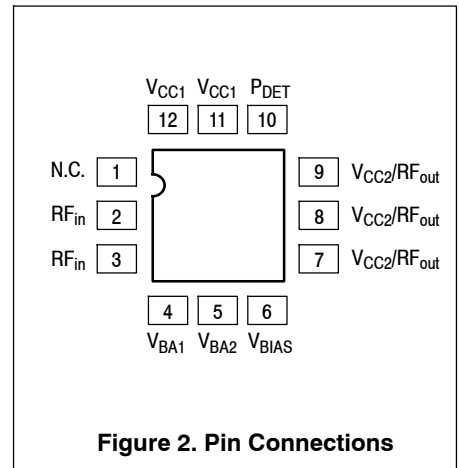 VCC1 VCC1 PDET
12 11 10
N.C. 1 9 VCC2/RFout
RFin 2 8 VCC2/RFout
RFin 3 7 VCC2/RFout
4 5 6
VBA1 VBA2 VBIAS
Figure 2. Pin Connections